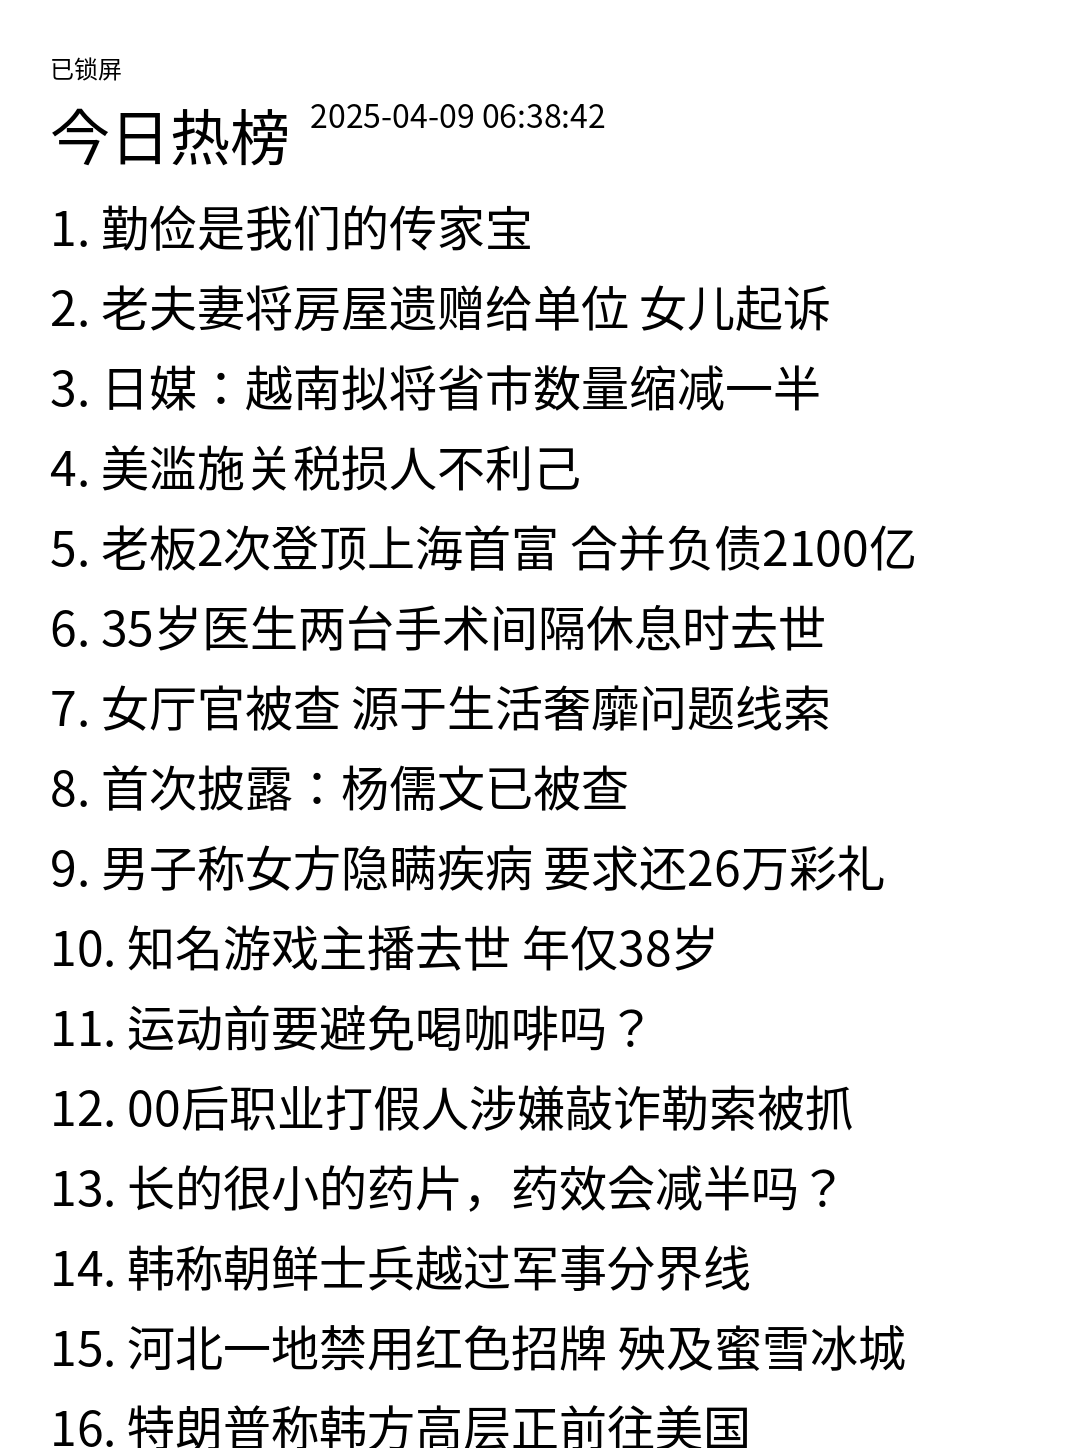 已锁屏
今日热榜 2025-04-09 06:38:42
1. 勤俭是我们的传家宝
2. 老夫妻将房屋遗赠给单位 女儿起诉
3. 日媒：越南拟将省市数量缩减一半
4. 美滥施关税损人不利己
5. 老板2次登顶上海首富 合并负债2100亿
6. 35岁医生两台手术间隔休息时去世
7. 女厅官被查 源于生活奢靡问题线索
8. 首次披露：杨儒文已被查
9. 男子称女方隐瞒疾病 要求还26万彩礼
10. 知名游戏主播去世 年仅38岁
11. 运动前要避免喝咖啡吗？
12. 00后职业打假人涉嫌敲诈勒索被抓
13. 长的很小的药片，药效会减半吗？
14. 韩称朝鲜士兵越过军事分界线
15. 河北一地禁用红色招牌 殃及蜜雪冰城
16. 特朗普称韩方高层正前往美国